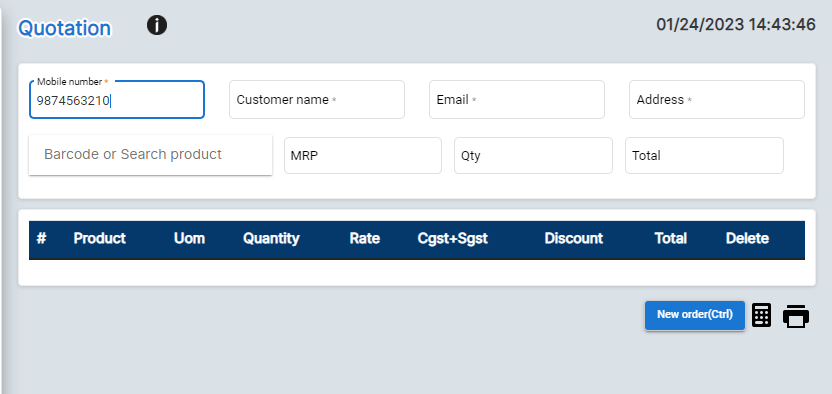 Quotation
01/24/2023 14:43:46
Mobile number *
9874563210
Customer name *
Email *
Address *
Barcode or Search product
MRP
Qty
Total
# Product Uom Quantity Rate Cgst+Sgst Discount Total Delete
New order(Ctrl)